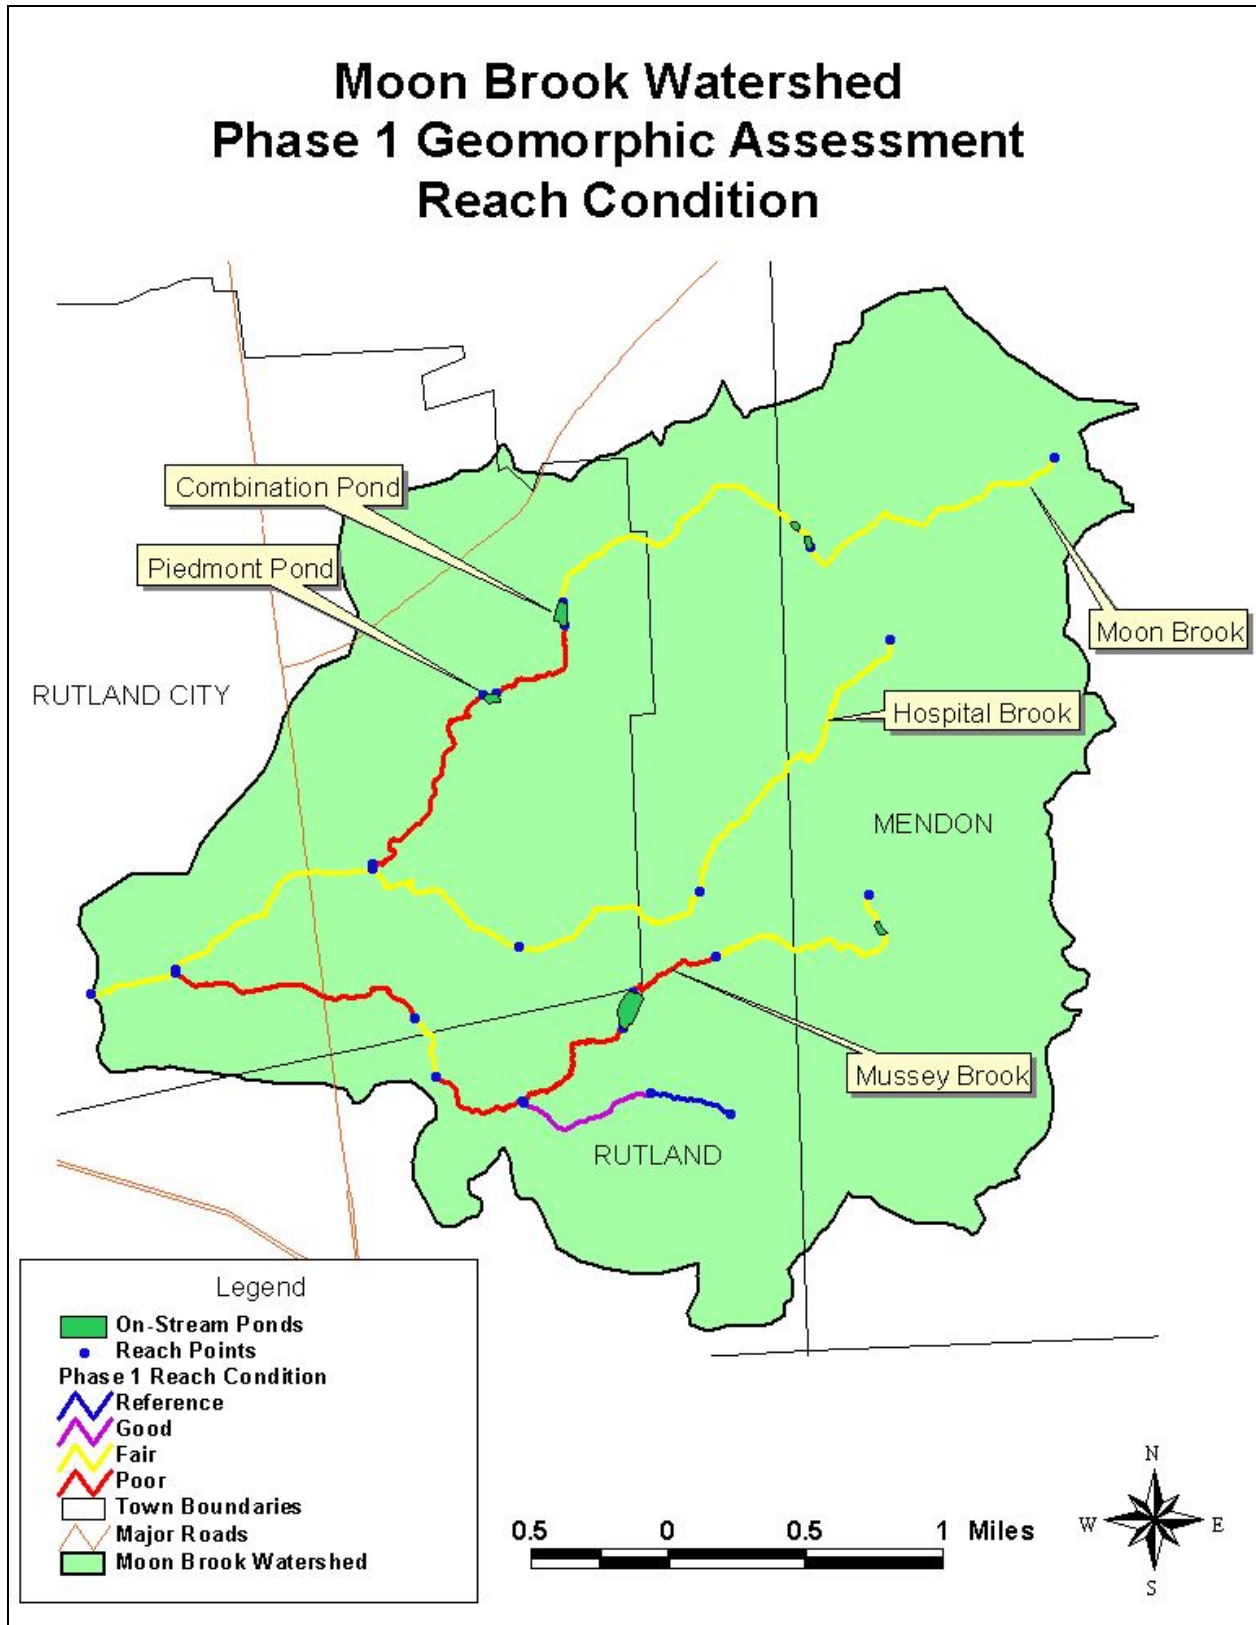 Moon Brook Watershed
Phase 1 Geomorphic Assessment
Reach Condition
Combination Pond
Piedmont Pond
Moon Brook
RUTLAND CITY
Hospital Brook
MENDON
Mussey Brook
RUTLAND
Legend
On-Stream Ponds
Reach Points
Phase 1 Reach Condition
Reference
Good
Fair
Poor
Town Boundaries
Major Roads
Moon Brook Watershed
0.5 0 0.5 1 Miles
N
W E
S